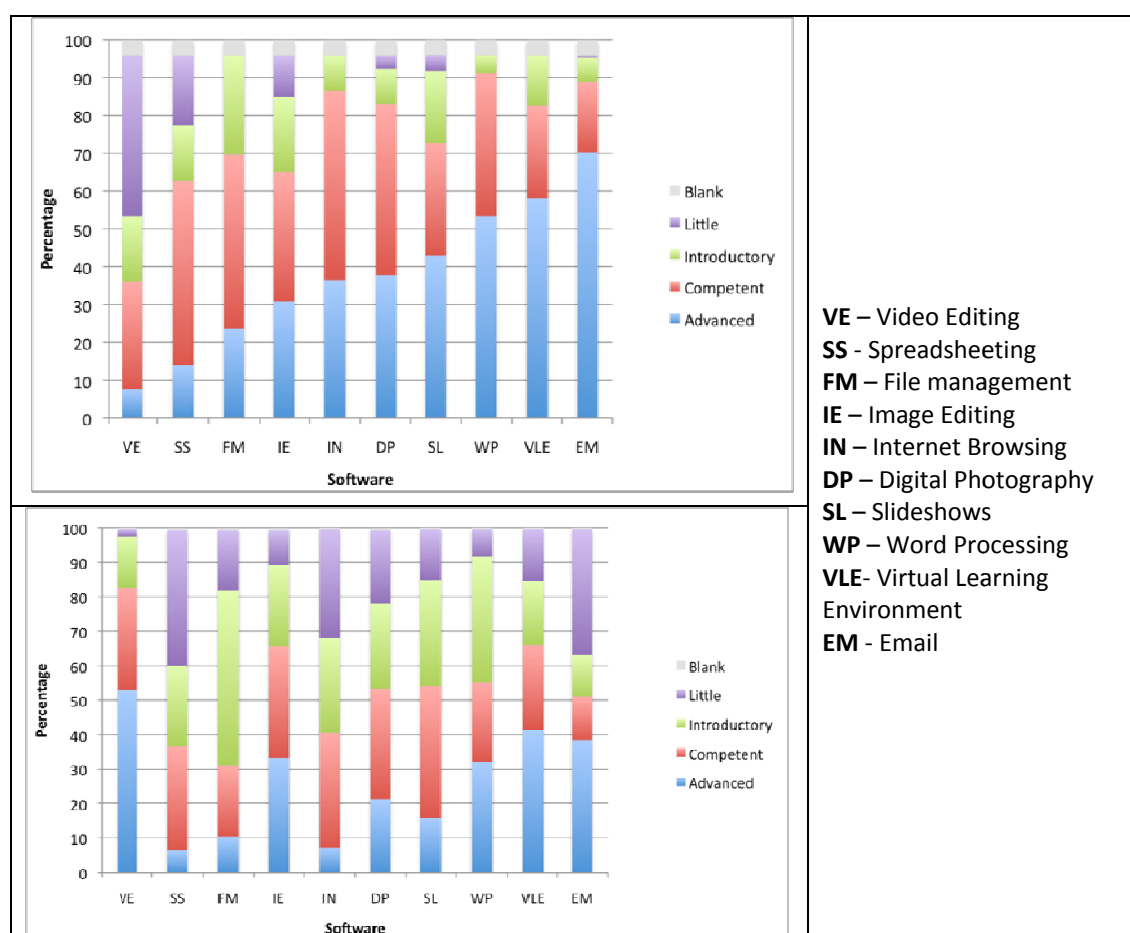 100
90
80
70
60
50
40
30
20
10
0
Percentage
VE SS FM IE IN DP SL WP VLE EM
Software
Blank
Little
Introductory
Competent
Advanced
100
90
80
70
60
50
40
30
20
10
0
Percentage
VE SS FM IE IN DP SL WP VLE EM
Software
Blank
Little
Introductory
Competent
Advanced
VE – Video Editing
SS - Spreadsheeting
FM – File management
IE – Image Editing
IN – Internet Browsing
DP – Digital Photography
SL – Slideshows
WP – Word Processing
VLE- Virtual Learning
Environment
EM - Email